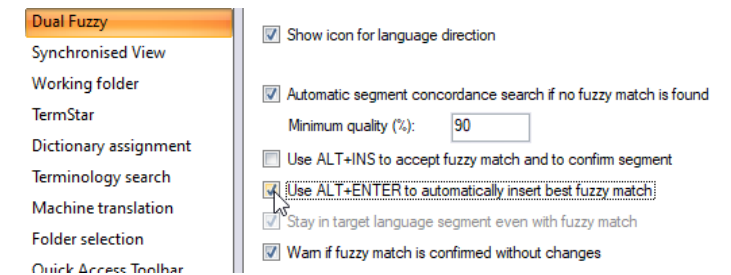 Dual Fuzzy
Synchronised View
Working folder
TermStar
Dictionary assignment
Terminology search
Machine translation
Folder selection
Quick Access Toolbar
Show icon for language direction
Automatic segment concordance search if no fuzzy match is found
Minimum quality (%): 90
Use ALT+INS to accept fuzzy match and to confirm segment
Use ALT+ENTER to automatically insert best fuzzy match
Stay in target language segment even with fuzzy match
Warn if fuzzy match is confirmed without changes